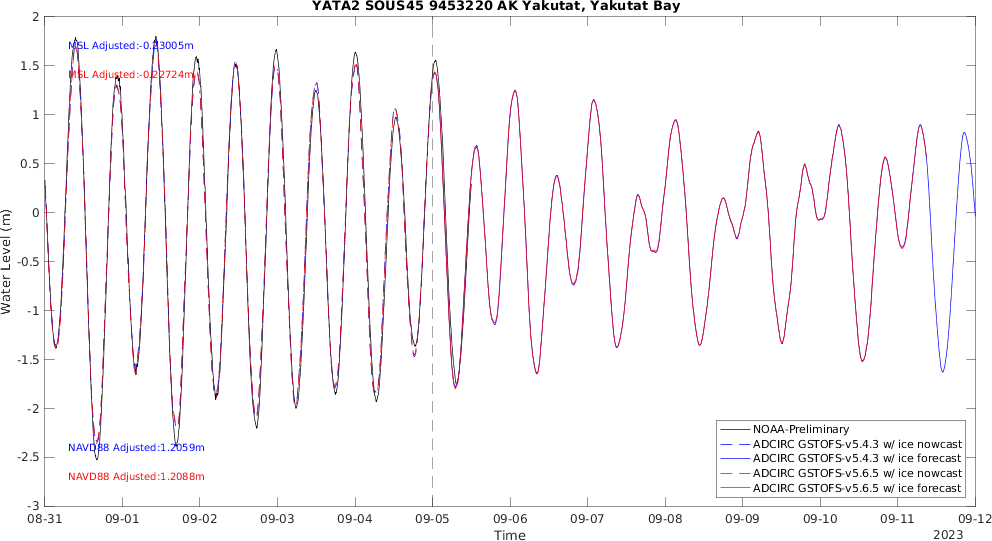 YATA2 SOUS45 9453220 AK Yakutat, Yakutat Bay
2
1.5
1
0.5
0
-0.5
-1
-1.5
-2
-2.5
-3
Water Level (m)
MSL Adjusted:-0.23005m
MSL Adjusted:-0.22724m
NAVD88 Adjusted:1.2059m
NAVD88 Adjusted:1.2088m
NOAA-Preliminary
ADCIRC GSTOFS-v5.4.3 w/ ice nowcast
ADCIRC GSTOFS-v5.4.3 w/ ice forecast
ADCIRC GSTOFS-v5.6.5 w/ ice nowcast
ADCIRC GSTOFS-v5.6.5 w/ ice forecast
08-31 09-01 09-02 09-03 09-04 09-05 09-06 09-07 09-08 09-09 09-10 09-11 09-12
Time
2023